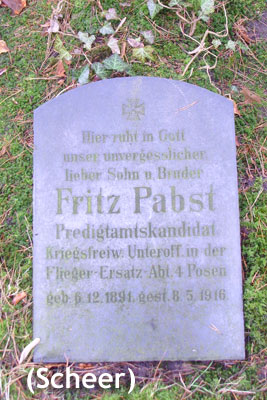 Hier ruht in Gott
unser unvergesslicher
lieber Sohn u. Bruder
Fritz Pabst
Predigtamtskandidat
Kriegsfreiw. Unteroff. in der
Flieger-Ersatz-Abt. 4 Posen
geb. 6.12.1891. gest. 8.5.1916.
(Scheer)